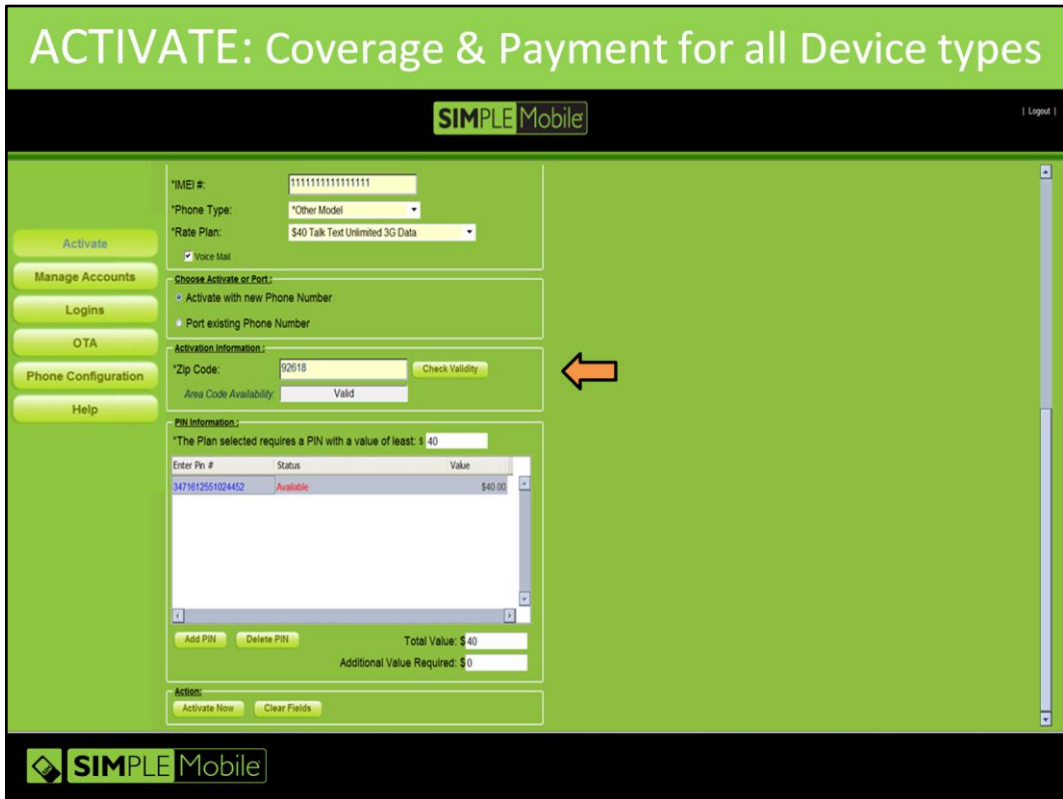 ACTIVATE: Coverage & Payment for all Device types
SIMPLE Mobile
| Logout |
*IMEI #: 1111111111111111
*Phone Type: *Other Model
*Rate Plan: $40 Talk Text Unlimited 3G Data
Voice Mail
Activate
Manage Accounts
Logins
OTA
Phone Configuration
Help
Choose Activate or Port :
Activate with new Phone Number
Port existing Phone Number
Activation Information :
*Zip Code: 92618 Check Validity
Area Code Availability: Valid
PIN Information :
*The Plan selected requires a PIN with a value of least: $ 40
Enter Pin # Status Value
3471612551024452 Available $40.00
Add PIN Delete PIN Total Value: $ 40
Additional Value Required: $ 0
Action:
Activate Now Clear Fields
SIMPLE Mobile